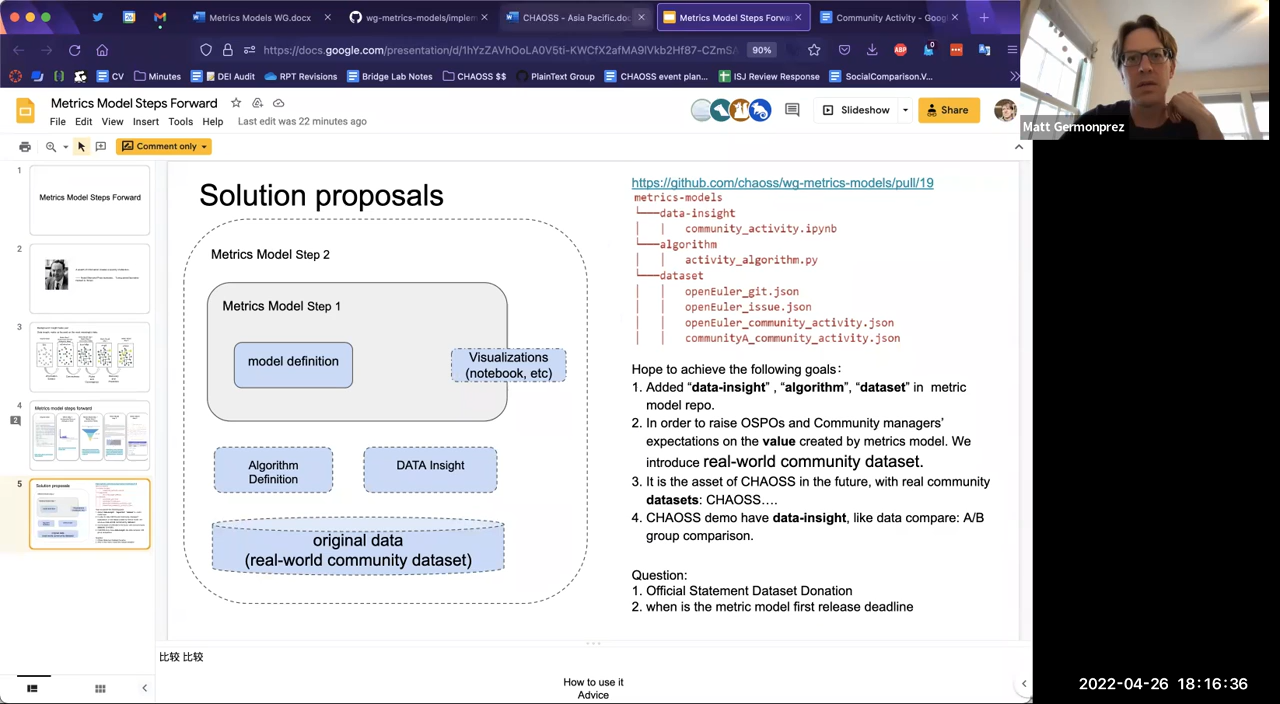 Metrics Models WG.docx
wg-metrics-models/implem
CHAOSS - Asia Pacific.doc
Metrics Model Steps Forwa
Community Activity - Goog
https://docs.google.com/presentation/d/1hYzZAVhOoLA0V5ti-KWCfX2afMA9lVkb2Hf87-CZmSA
90%
CV
Minutes
DEI Audit
RPT Revisions
Bridge Lab Notes
CHAOSS $$
PlainText Group
CHAOSS event plan...
ISJ Review Response
SocialComparison.V...
Metrics Model Steps Forward
File Edit View Insert Tools Help Last edit was 22 minutes ago
Slideshow
Share
Comment only
1
Metrics Model Steps Forward
2
3
4
Metrics model steps forward
2
5
Solution proposals
Solution proposals
Metrics Model Step 2
Metrics Model Step 1
model definition
Visualizations
(notebook, etc)
Algorithm
Definition
DATA Insight
original data
(real-world community dataset)
https://github.com/chaoss/wg-metrics-models/pull/19
metrics-models
└──data-insight
│ │ community_activity.ipynb
└──algorithm
│ │ activity_algorithm.py
└──dataset
│ │ openEuler_git.json
│ │ openEuler_issue.json
│ │ openEuler_community_activity.json
│ │ communityA_community_activity.json
Hope to achieve the following goals：
1. Added “data-insight” , “algorithm”, “dataset” in metric
model repo.
2. In order to raise OSPOs and Community managers’
expectations on the value created by metrics model. We
introduce real-world community dataset.
3. It is the asset of CHAOSS in the future, with real community
datasets: CHAOSS….
4. CHAOSS demo have data-insight, like data compare: A/B
group comparison.
Question:
1. Official Statement Dataset Donation
2. when is the metric model first release deadline
比较 比较
How to use it
Advice
Matt Germonprez
2022-04-26 18:16:36